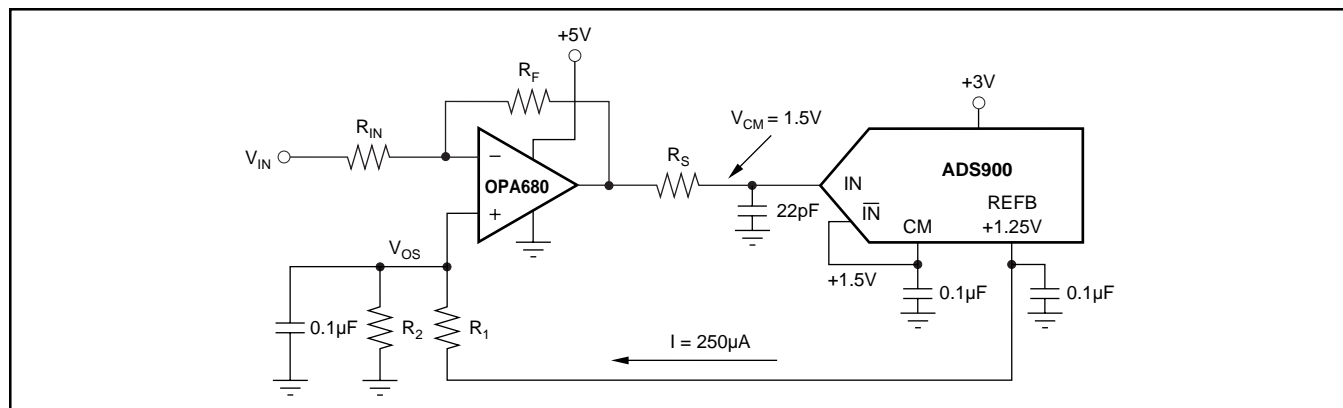 +5V
R_F
+3V
R_IN
V_CM = 1.5V
V_IN
−
R_S
ADS900
OPA680
IN
+
I̅N̅
REFB
22pF
CM
+1.25V
V_OS
+1.5V
0.1µF
0.1µF
0.1µF
R_2
R_1
I = 250µA